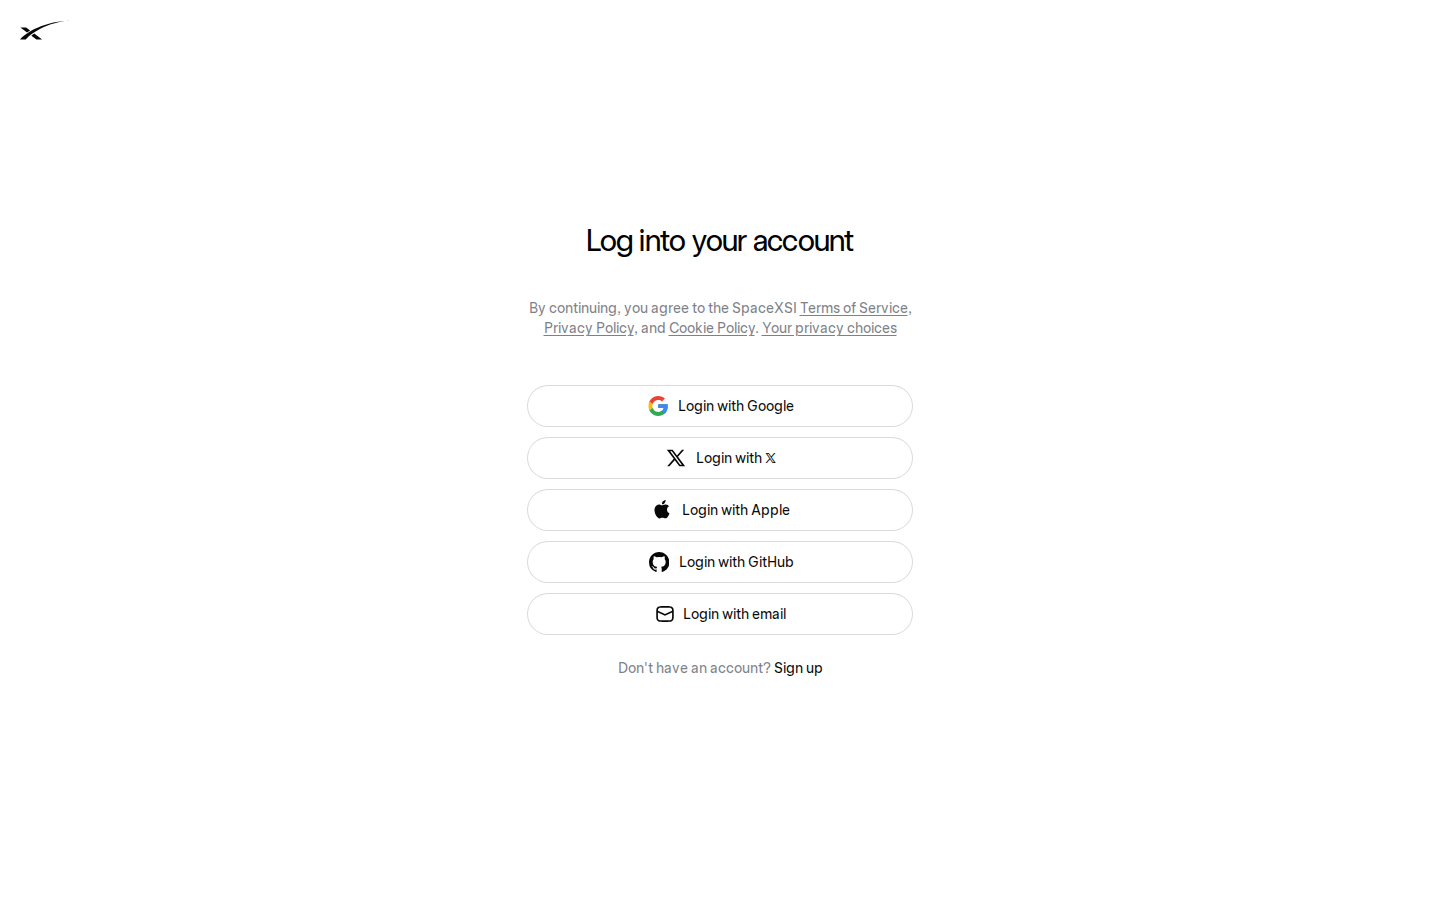 Log into your account
By continuing, you agree to the SpaceXSI Terms of Service,
Privacy Policy, and Cookie Policy. Your privacy choices
Login with Google
Login with 𝕏
Login with Apple
Login with GitHub
Login with email
Don't have an account? Sign up